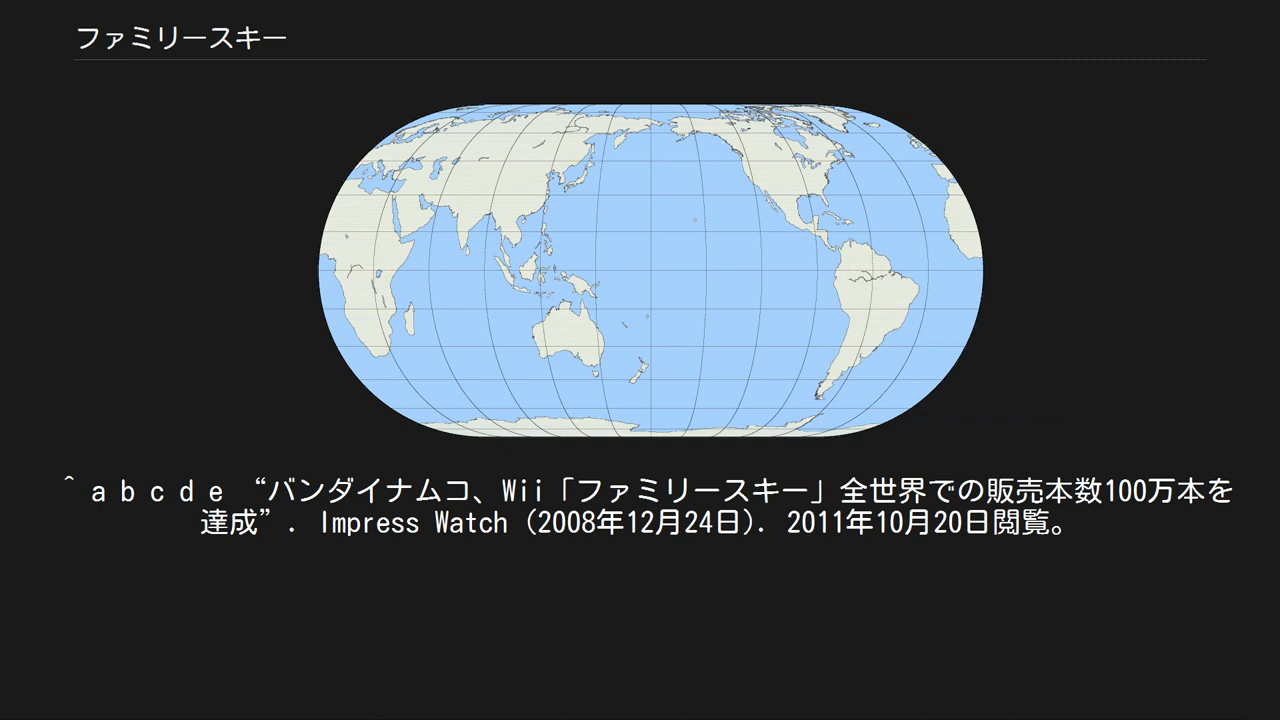 ファミリースキー
^ a b c d e “バンダイナムコ、Wii「ファミリースキー」全世界での販売本数100万本を
達成”. Impress Watch (2008年12月24日). 2011年10月20日閲覧。